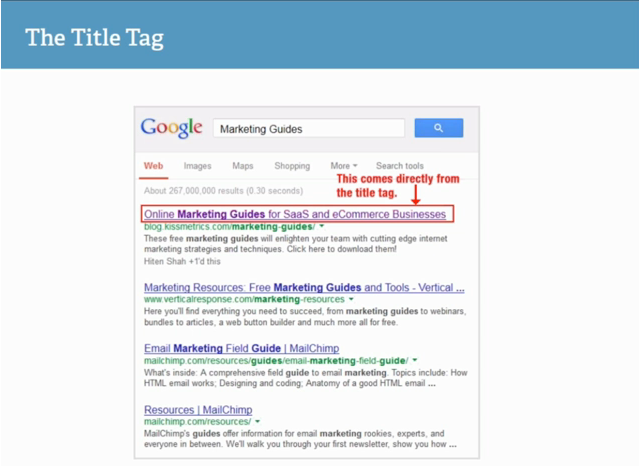 The Title Tag
Google Marketing Guides
Web Images Maps Shopping More Search tools
About 267,000,000 results (0.30 seconds)
This comes directly from
the title tag.
Online Marketing Guides for SaaS and eCommerce Businesses
blog.kissmetrics.com/marketing-guides/
These free marketing guides will enlighten your team with cutting edge internet
marketing strategies and techniques. Click here to download them!
Hiten Shah +1'd this
Marketing Resources: Free Marketing Guides and Tools - Vertical ...
www.verticalresponse.com/marketing-resources
Here you'll find everything you need to succeed, from marketing guides to webinars,
bundles to articles, a web button builder and much more all for free.
Email Marketing Field Guide | MailChimp
mailchimp.com/resources/guides/email-marketing-field-guide/
What's inside: A comprehensive field guide to email marketing. Topics include: How
HTML email works; Designing and coding; Anatomy of a good HTML email ...
Resources | MailChimp
mailchimp.com/resources/
MailChimp's guides offer information for email marketing rookies, experts, and
everyone in between. We'll walk you through your first newsletter, show you how ...